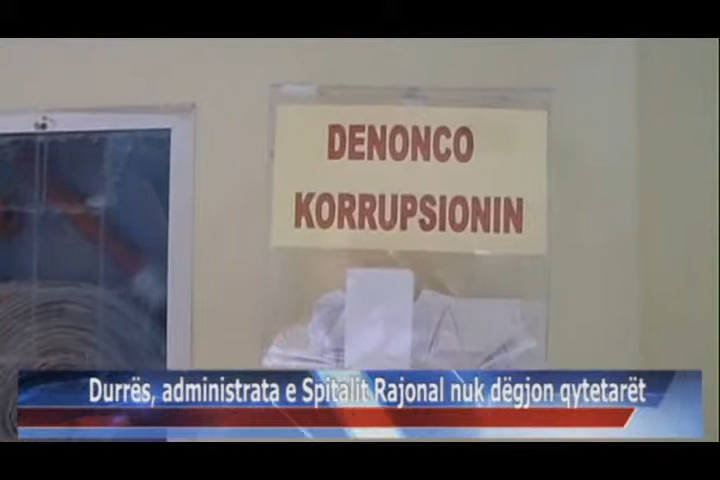 DENONCO
KORRUPSIONIN
Durrës, administrata e Spitalit Rajonal nuk dëgjon qytetarët